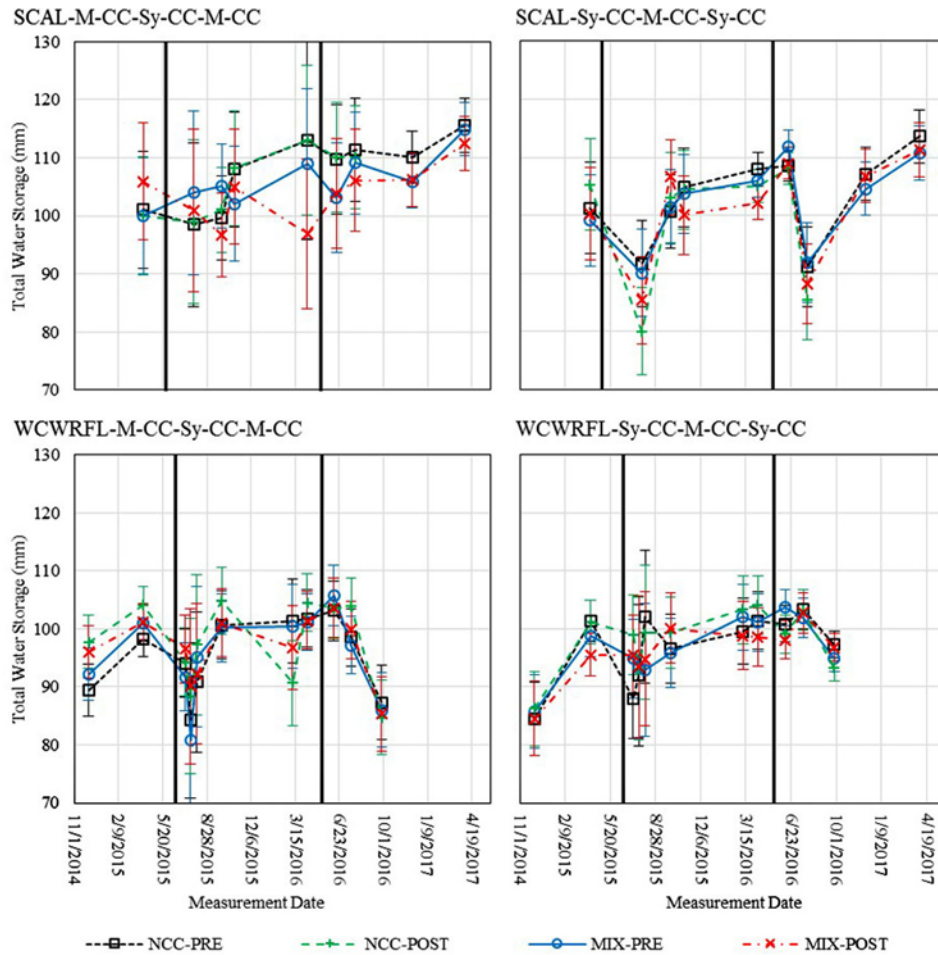 SCAL-M-CC-Sy-CC-M-CC
SCAL-Sy-CC-M-CC-Sy-CC
130
120
110
100
90
80
70
Total Water Storage (mm)
WCWRFL-M-CC-Sy-CC-M-CC
WCWRFL-Sy-CC-M-CC-Sy-CC
130
120
110
100
90
80
70
Total Water Storage (mm)
11/1/2014
2/9/2015
5/20/2015
8/28/2015
12/6/2015
3/15/2016
6/23/2016
10/1/2016
1/9/2017
4/19/2017
11/1/2014
2/9/2015
5/20/2015
8/28/2015
12/6/2015
3/15/2016
6/23/2016
10/1/2016
1/9/2017
4/19/2017
Measurement Date
Measurement Date
NCC-PRE
NCC-POST
MIX-PRE
MIX-POST